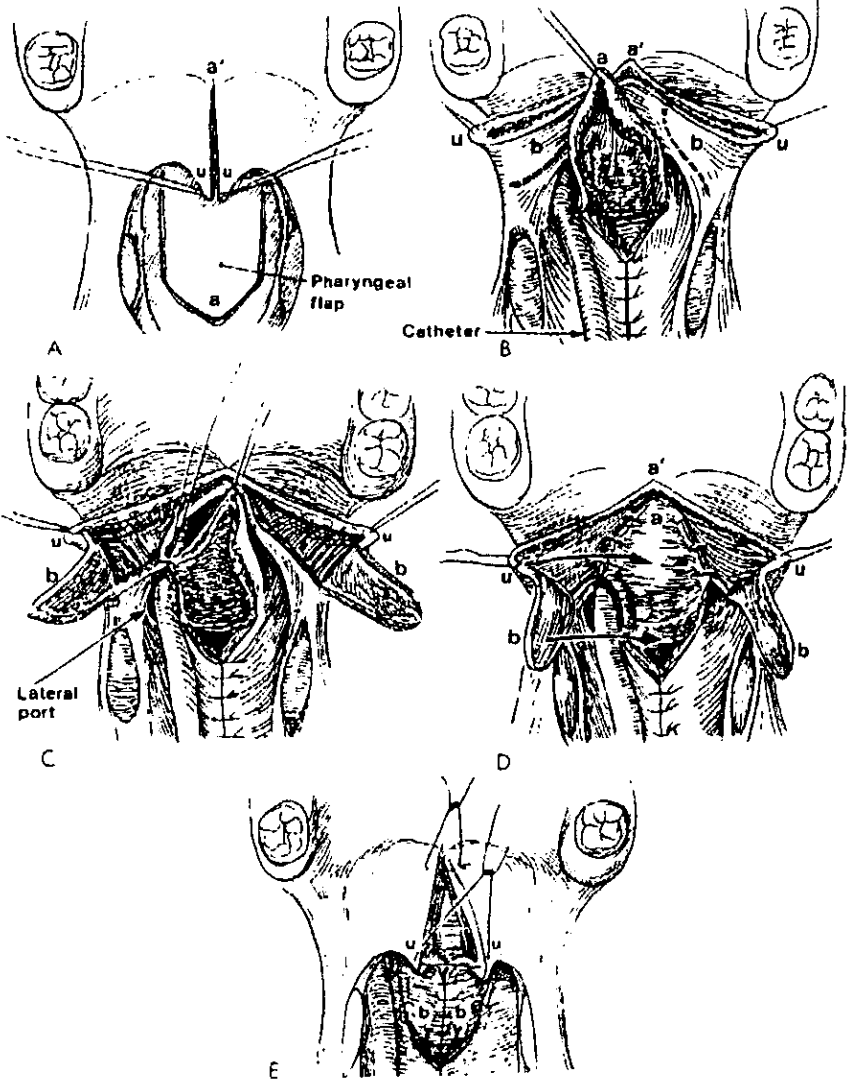 a'
u u
Pharyngeal
flap
a
A
a a'
u b b u
Catheter
B
u u
b b
Lateral
port
C
a'
a
u u
b b
D
u u
b b
E